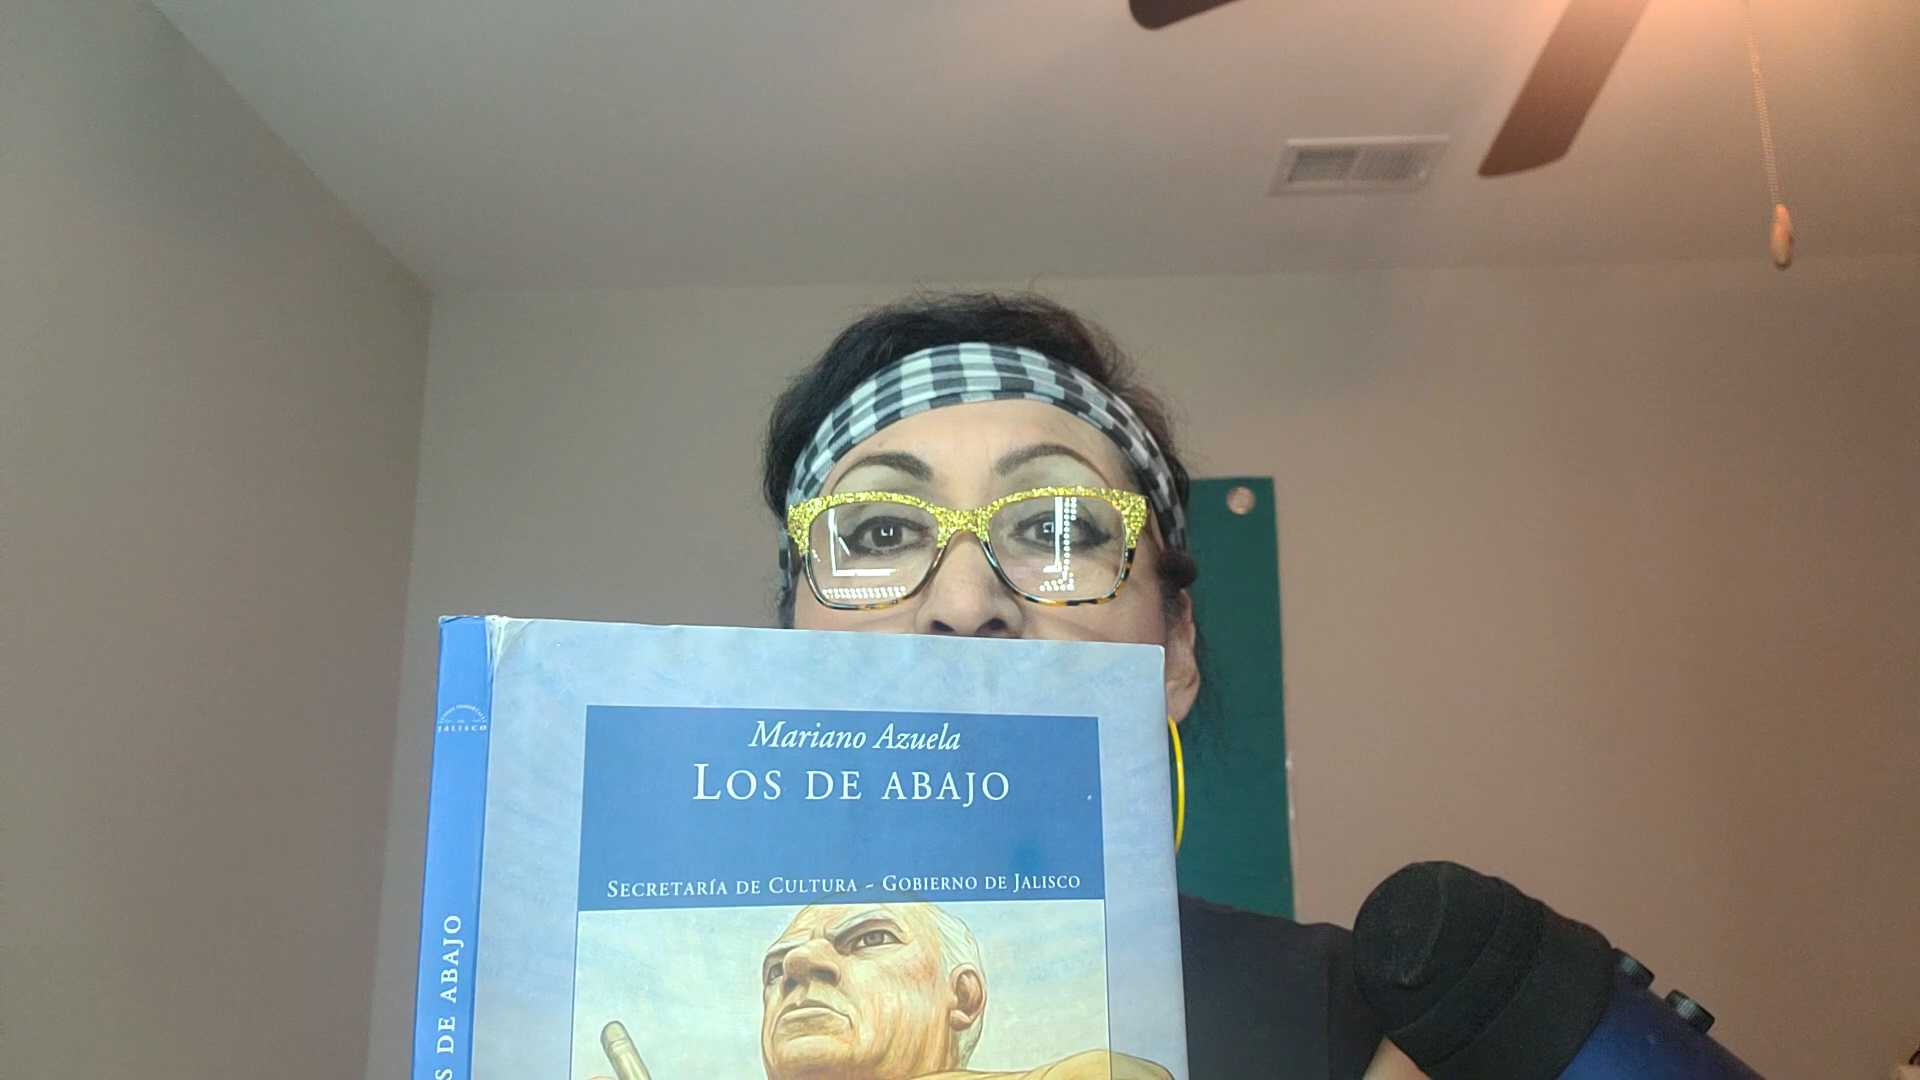 Mariano Azuela
LOS DE ABAJO
SECRETARÍA DE CULTURA - GOBIERNO DE JALISCO
JALISCO
S DE ABAJO